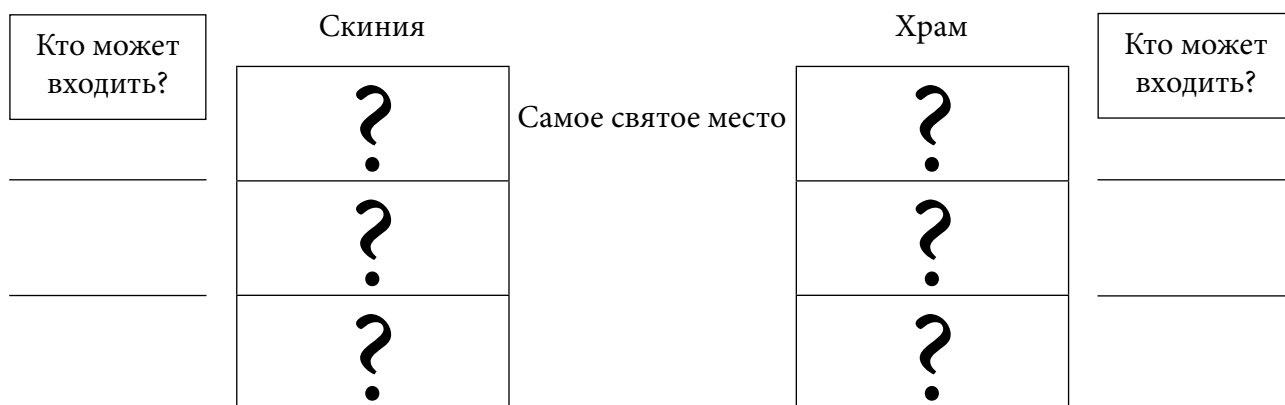 Кто может
входить?
Скиния
Храм
Кто может
входить?
?
Самое святое место
?
?
?
?
?